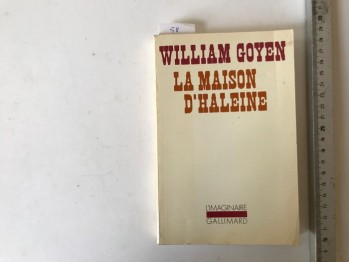 WILLIAM GOYEN
LA MAISON
D'HALEINE
L'IMAGINAIRE
GALLIMARD